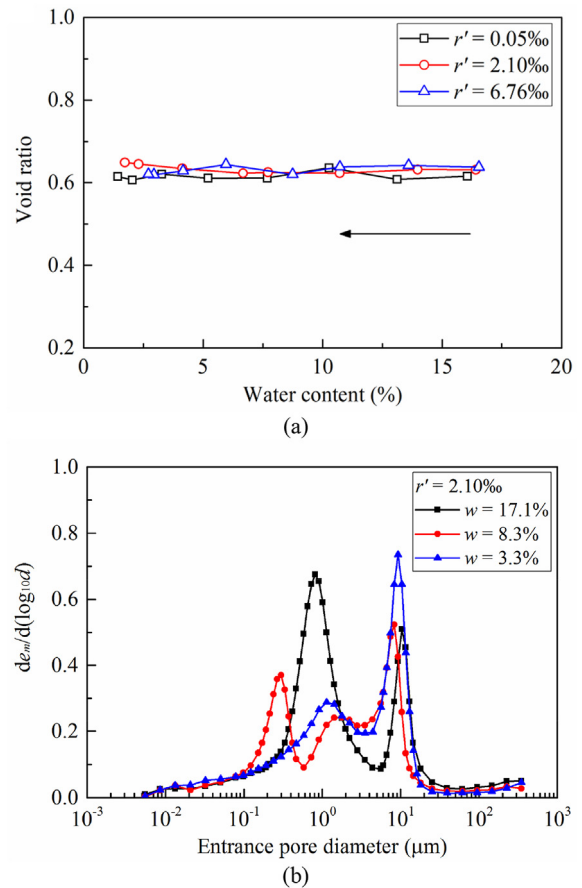 1.0
0.8
0.6
0.4
0.2
Void ratio
r′ = 0.05‰
r′ = 2.10‰
r′ = 6.76‰
0 5 10 15 20
Water content (%)
(a)
1.0
0.8
0.6
0.4
0.2
0.0
de_m/d(log₁₀d)
r′ = 2.10‰
w = 17.1%
w = 8.3%
w = 3.3%
10⁻³ 10⁻² 10⁻¹ 10⁰ 10¹ 10² 10³
Entrance pore diameter (μm)
(b)